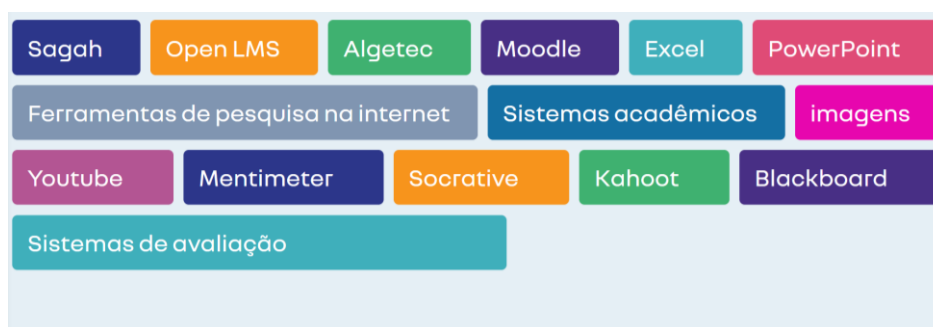 Sagah Open LMS Algetec Moodle Excel PowerPoint
Ferramentas de pesquisa na internet Sistemas acadêmicos imagens
Youtube Mentimeter Socrative Kahoot Blackboard
Sistemas de avaliação